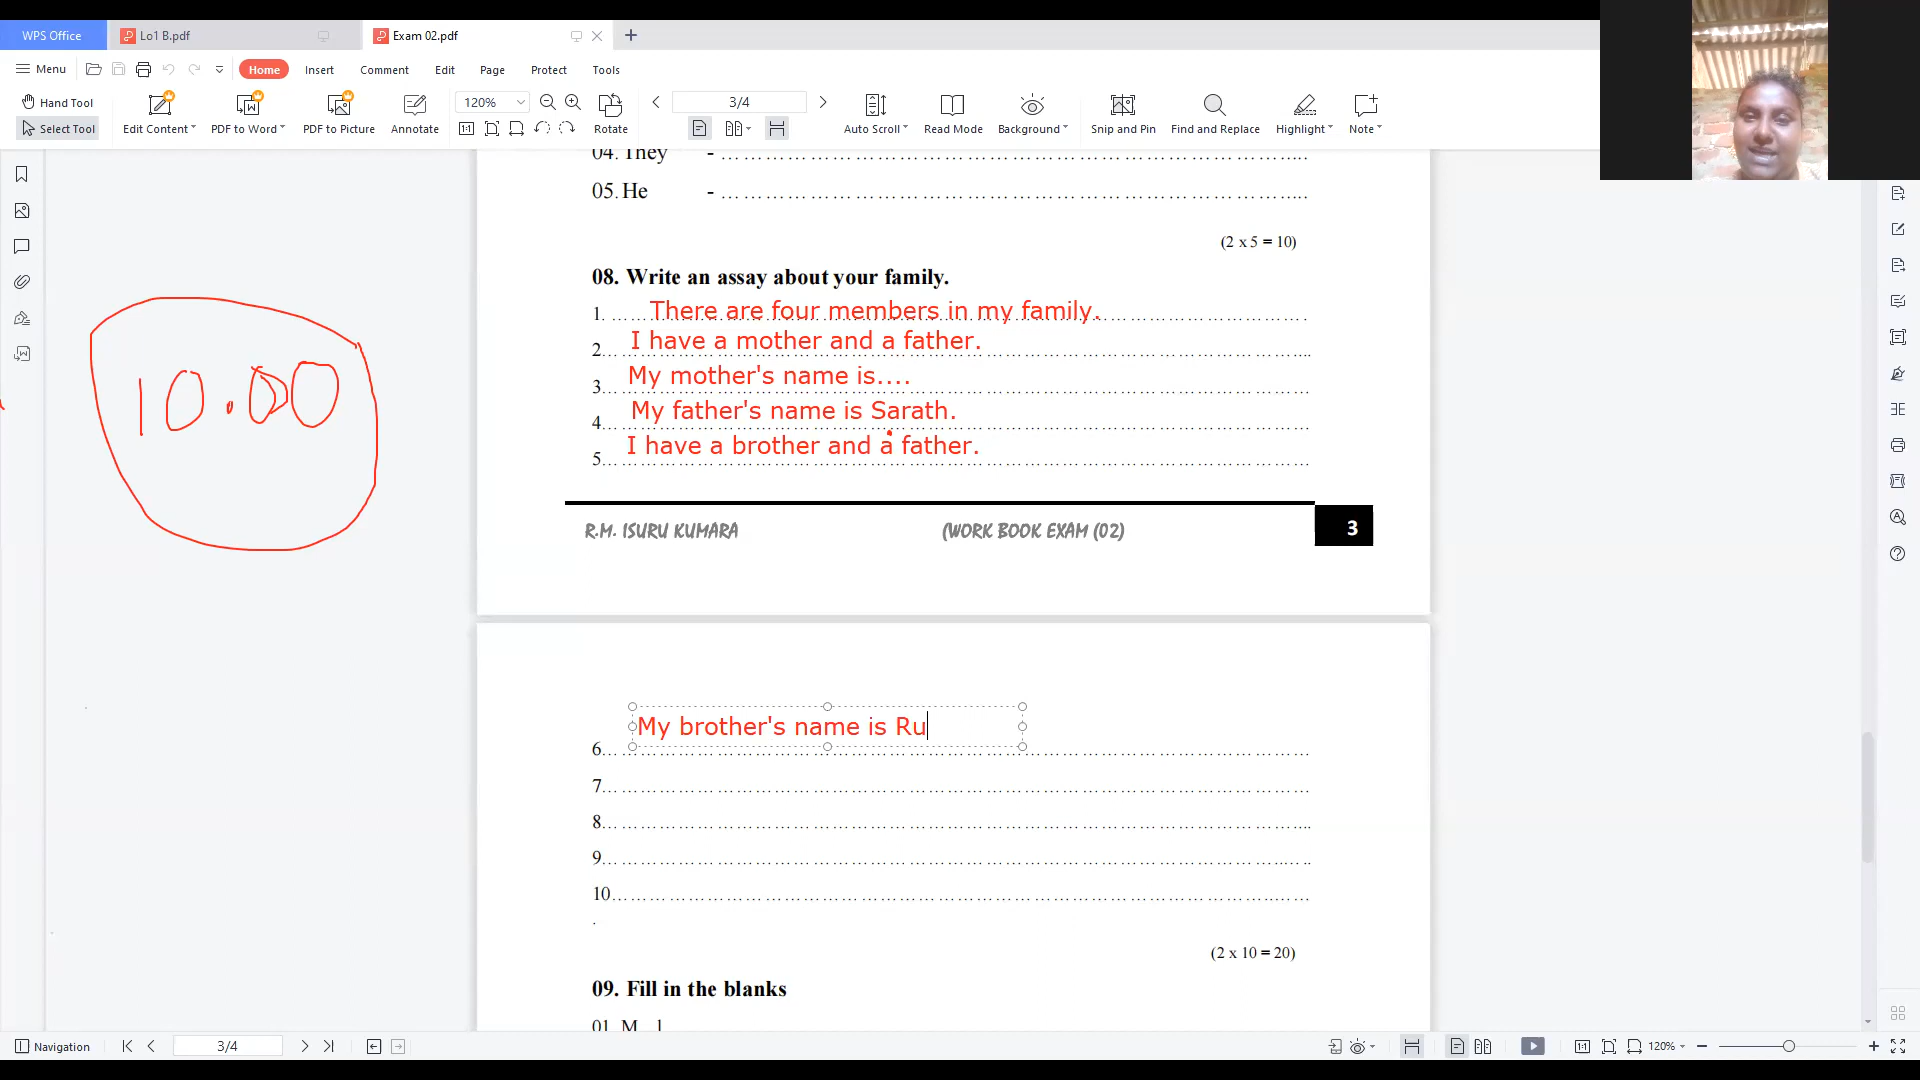 WPS Office
Lo1 B.pdf
Exam 02.pdf
Menu
Home
Insert
Comment
Edit
Page
Protect
Tools
Hand Tool
Select Tool
Edit Content
PDF to Word
PDF to Picture
Annotate
120%
Rotate
3/4
Auto Scroll
Read Mode
Background
Snip and Pin
Find and Replace
Highlight
Note
04. They - ……………………………………………………
05. He - ……………………………………………………
(2 x 5 = 10)
08. Write an assay about your family.
1. There are four members in my family.
2… I have a mother and a father.
3… My mother's name is....
4… My father's name is Sarath.
5… I have a brother and a father.
R.M. ISURU KUMARA (WORK BOOK EXAM (02) 3
10.00
My brother's name is Ru
6……………………………………………………
7……………………………………………………
8……………………………………………………
9……………………………………………………
10……………………………………………………
.
(2 x 10 = 20)
09. Fill in the blanks
01. M__l
Navigation
3/4
120%